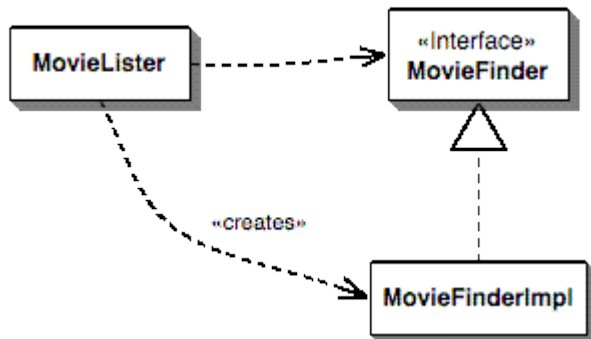 MovieLister
«Interface»
MovieFinder
«creates»
MovieFinderImpl